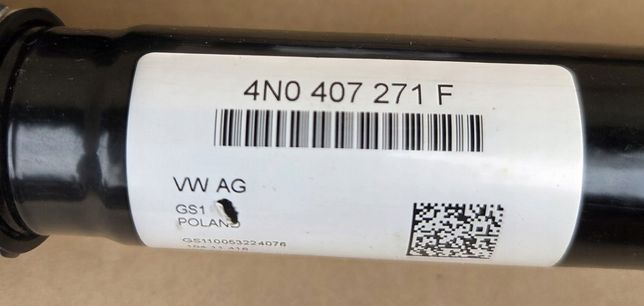 4N0 407 271 F
VW AG
GS1
POLAND
GS110053224076